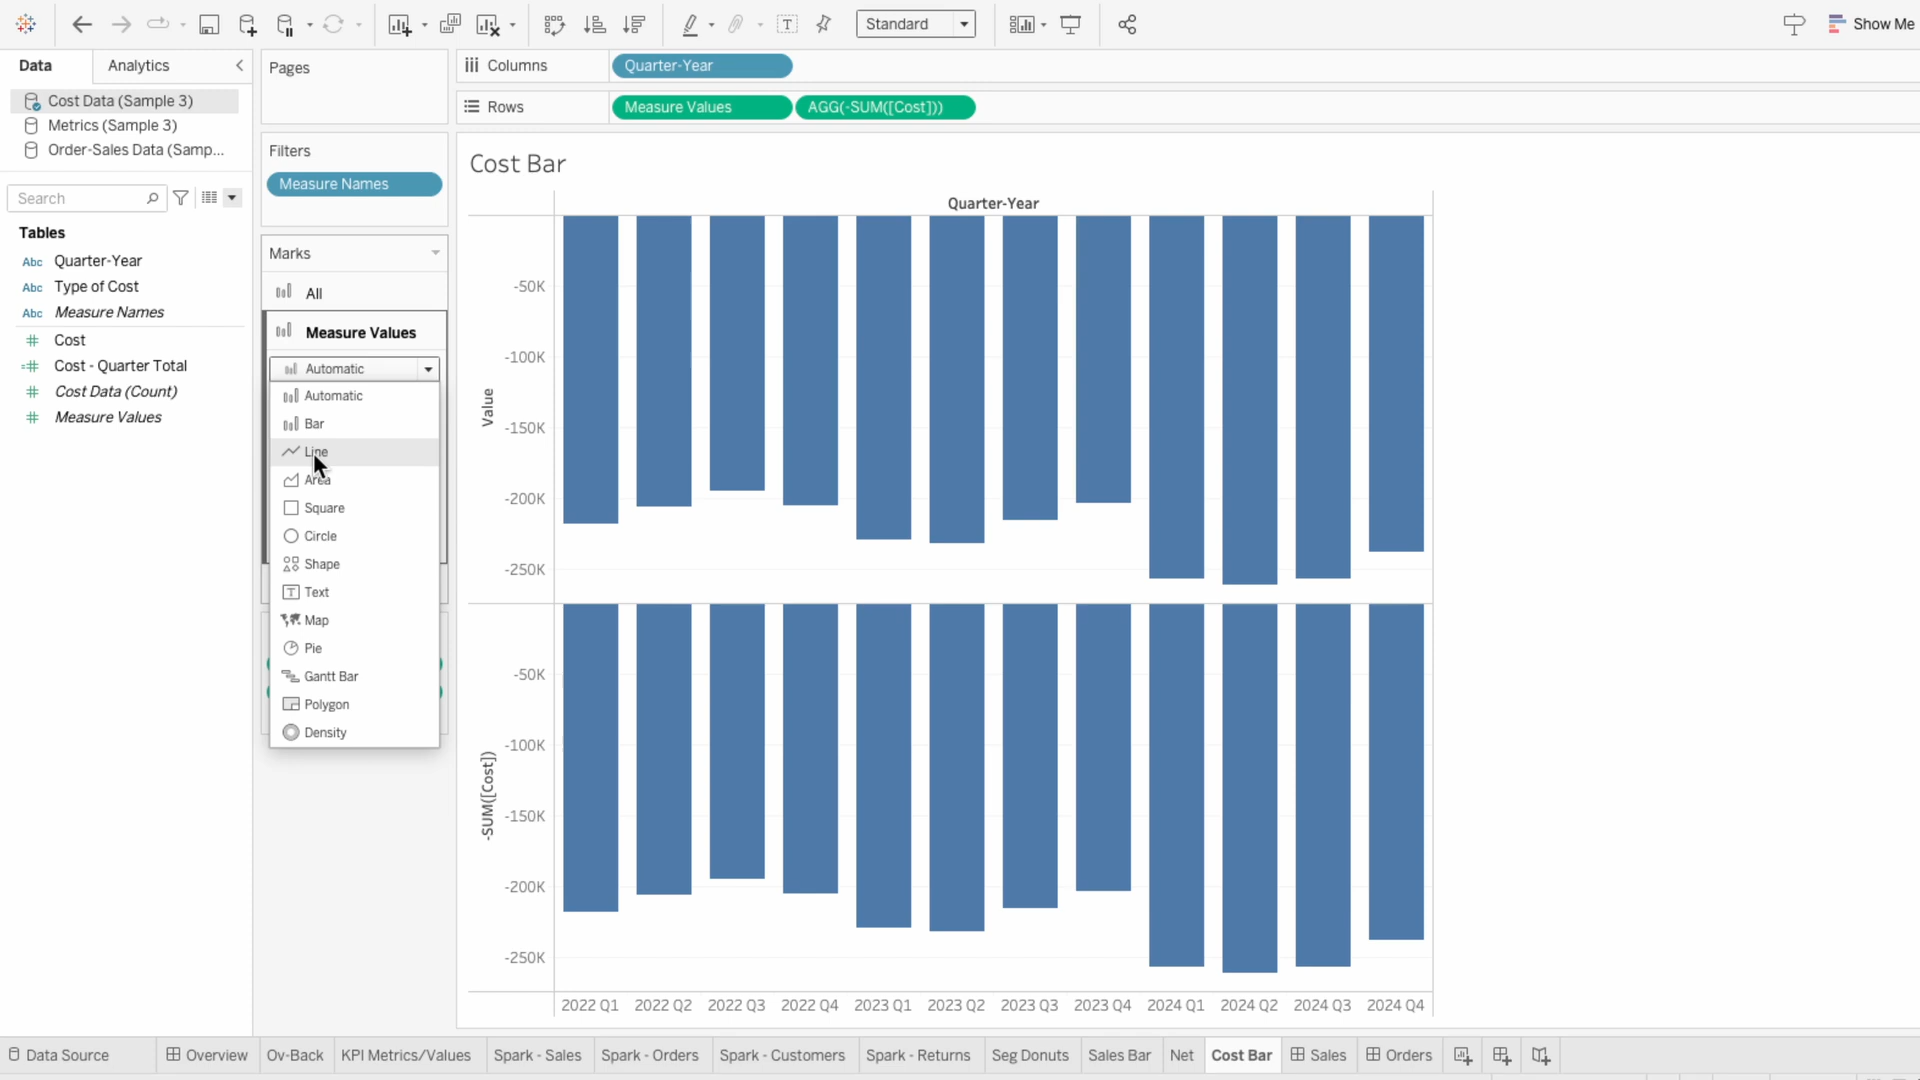 Standard
Show Me
Data
Analytics
Cost Data (Sample 3)
Metrics (Sample 3)
Order-Sales Data (Samp...
Search
Tables
Abc Quarter-Year
Abc Type of Cost
Abc Measure Names
Cost
Cost - Quarter Total
Cost Data (Count)
Measure Values
Pages
Filters
Measure Names
Marks
All
Measure Values
Automatic
Automatic
Bar
Line
Area
Square
Circle
Shape
Text
Map
Pie
Gantt Bar
Polygon
Density
Columns
Quarter-Year
Rows
Measure Values
AGG(-SUM([Cost]))
Cost Bar
Quarter-Year
Value
-50K
-100K
-150K
-200K
-250K
-SUM([Cost])
-50K
-100K
-150K
-200K
-250K
2022 Q1 2022 Q2 2022 Q3 2022 Q4 2023 Q1 2023 Q2 2023 Q3 2023 Q4 2024 Q1 2024 Q2 2024 Q3 2024 Q4
Data Source
Overview
Ov-Back
KPI Metrics/Values
Spark - Sales
Spark - Orders
Spark - Customers
Spark - Returns
Seg Donuts
Sales Bar
Net
Cost Bar
Sales
Orders